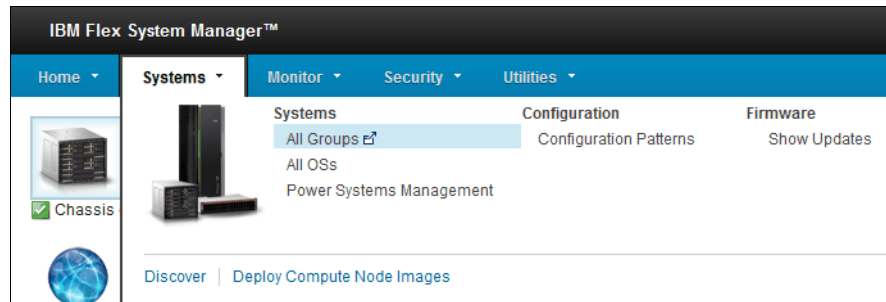 IBM Flex System Manager™
Home Systems Monitor Security Utilities
Systems Configuration Firmware
All Groups Configuration Patterns Show Updates
All OSs
Power Systems Management
Chassis
Discover | Deploy Compute Node Images